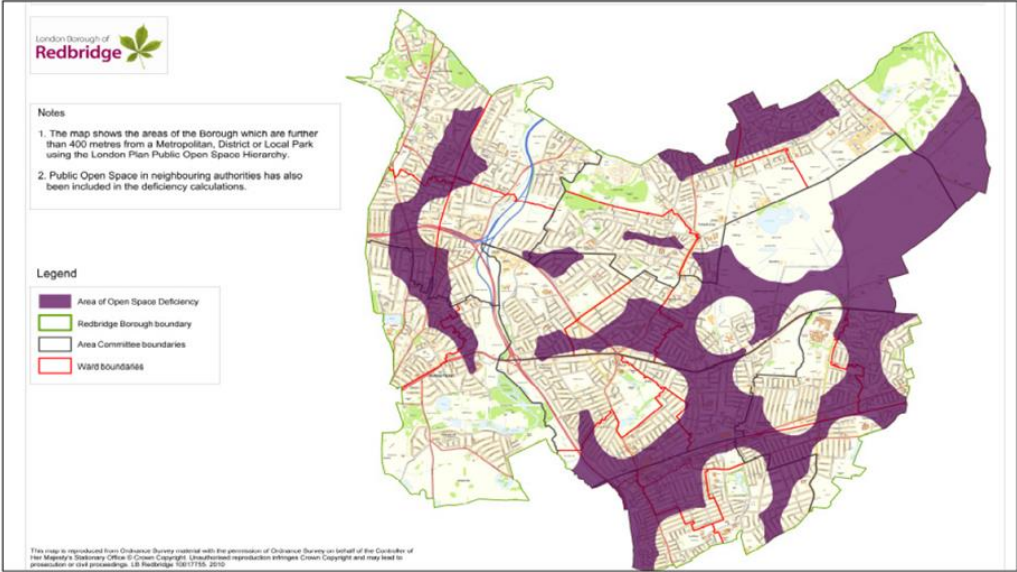 London Borough of
Redbridge
Notes
1. The map shows the areas of the Borough which are further
than 400 metres from a Metropolitan, District or Local Park
using the London Plan Public Open Space Hierarchy.
2. Public Open Space in neighbouring authorities has also
been included in the deficiency calculations.
Legend
Area of Open Space Deficiency
Redbridge Borough boundary
Area Committee boundaries
Ward boundaries
This map is reproduced from Ordnance Survey material with the permission of Ordnance Survey on behalf of the Controller of
Her Majesty's Stationary Office © Crown Copyright. Unauthorised reproduction infringes Crown Copyright and may lead to
prosecution or civil proceedings. LB Redbridge 10017755. 2010